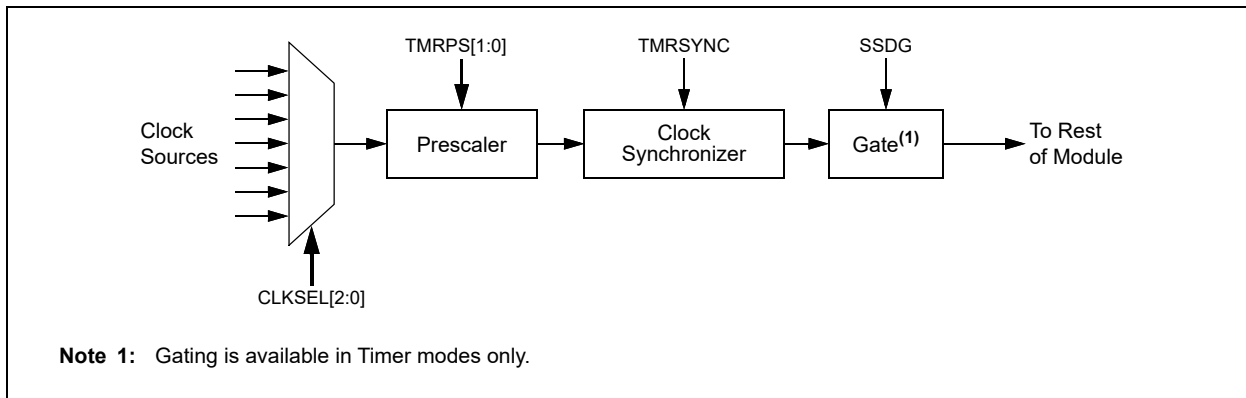 TMRPS[1:0]
TMRSYNC
SSDG
Clock
Sources
Prescaler
Clock
Synchronizer
Gate(1)
To Rest
of Module
CLKSEL[2:0]
Note 1: Gating is available in Timer modes only.